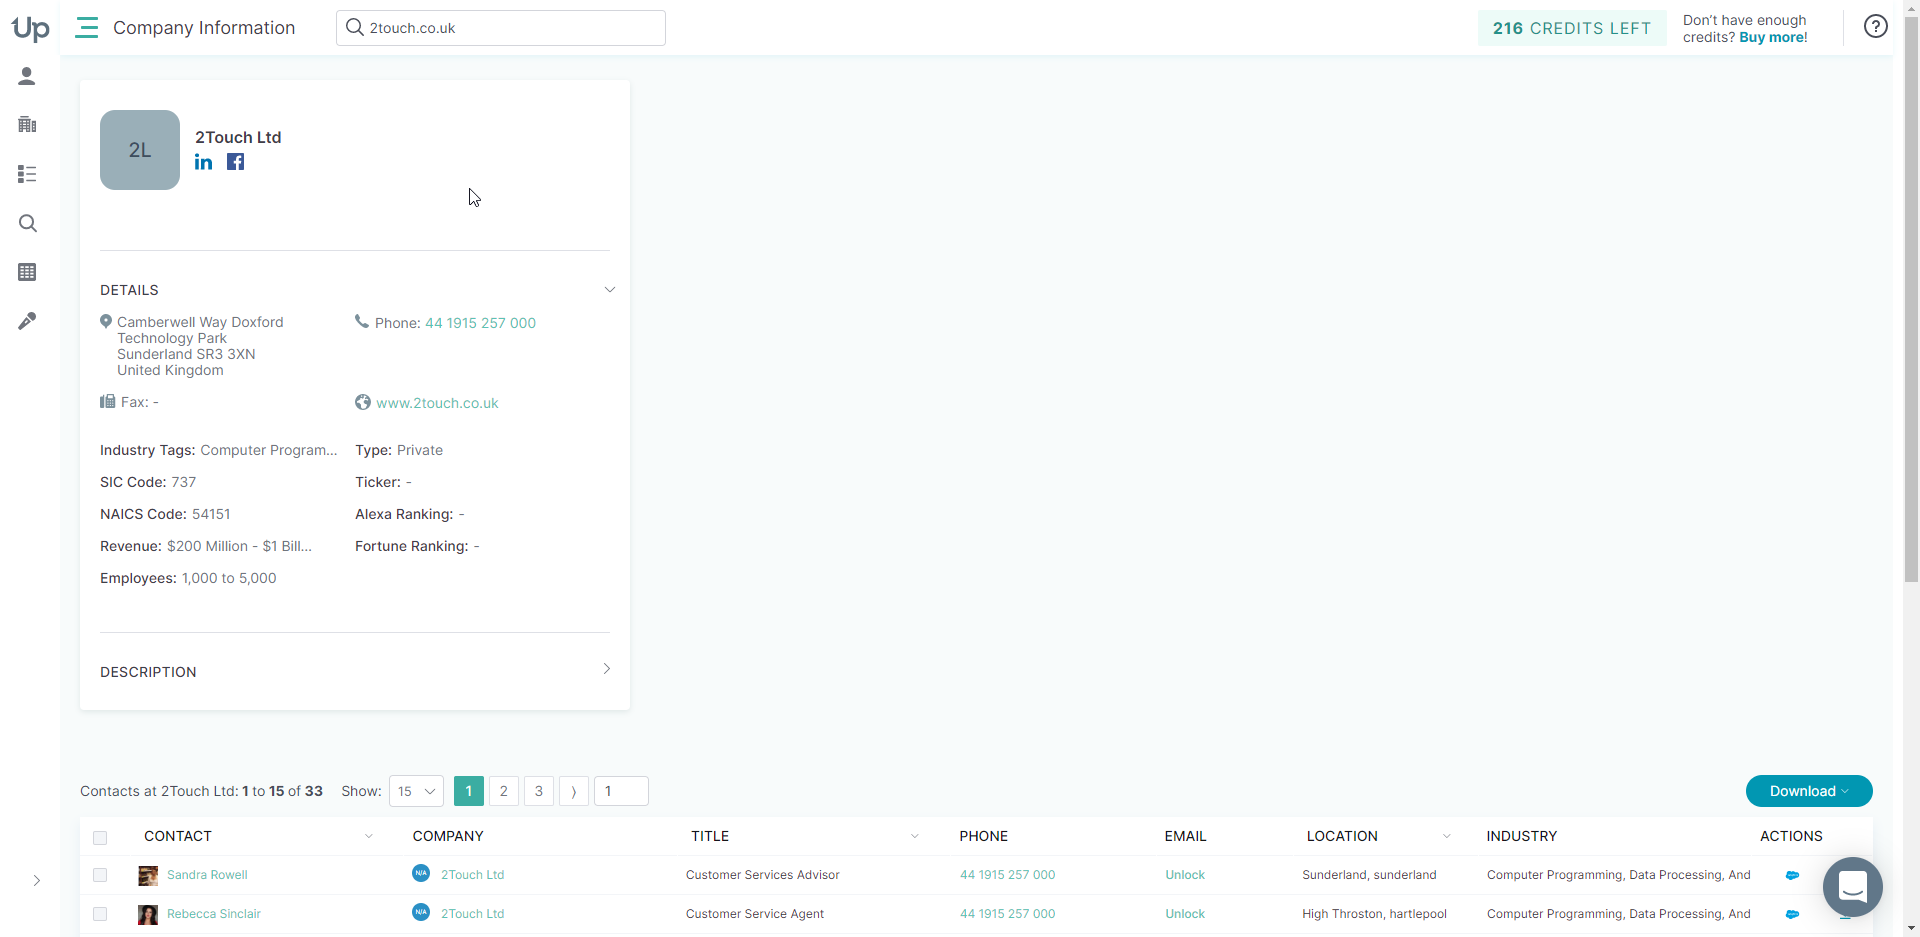 Up
Company Information
2touch.co.uk
216 CREDITS LEFT
Don't have enough
credits? Buy more!
?
2L
2Touch Ltd
in f
DETAILS
Camberwell Way Doxford
Technology Park
Sunderland SR3 3XN
United Kingdom
Phone: 44 1915 257 000
Fax: -
www.2touch.co.uk
Industry Tags: Computer Program...
Type: Private
SIC Code: 737
Ticker: -
NAICS Code: 54151
Alexa Ranking: -
Revenue: $200 Million - $1 Bill...
Fortune Ranking: -
Employees: 1,000 to 5,000
DESCRIPTION
Contacts at 2Touch Ltd: 1 to 15 of 33 Show: 15 1 2 3 ⟩ 1 Download
CONTACT COMPANY TITLE PHONE EMAIL LOCATION INDUSTRY ACTIONS
Sandra Rowell N/A 2Touch Ltd Customer Services Advisor 44 1915 257 000 Unlock Sunderland, sunderland Computer Programming, Data Processing, And
Rebecca Sinclair N/A 2Touch Ltd Customer Service Agent 44 1915 257 000 Unlock High Throston, hartlepool Computer Programming, Data Processing, And